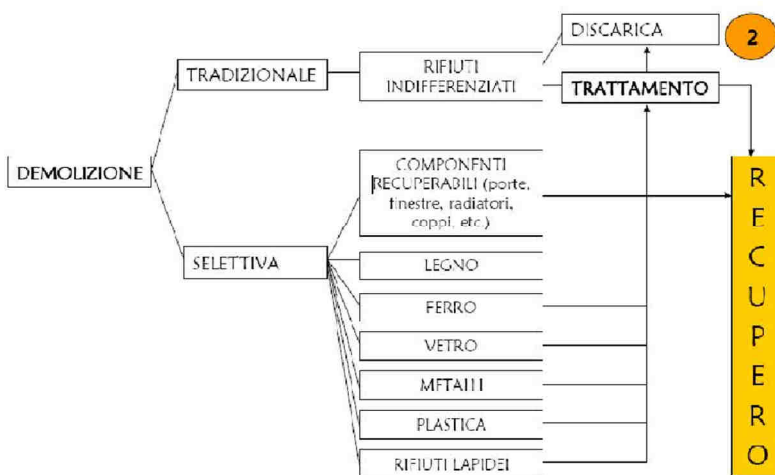 DISCARICA
2
TRADIZIONALE
RIFIUTI
INDIFFERENZIATI
TRATTAMENTO
DEMOLIZIONE
COMPONENTI
RECUPERABILI (porte,
finestre, radiatori,
coppi, etc.)
SELETTIVA
LEGNO
FERRO
VETRO
METALLI
PLASTICA
RIFIUTI LAPIDEI
R
E
C
U
P
E
R
O